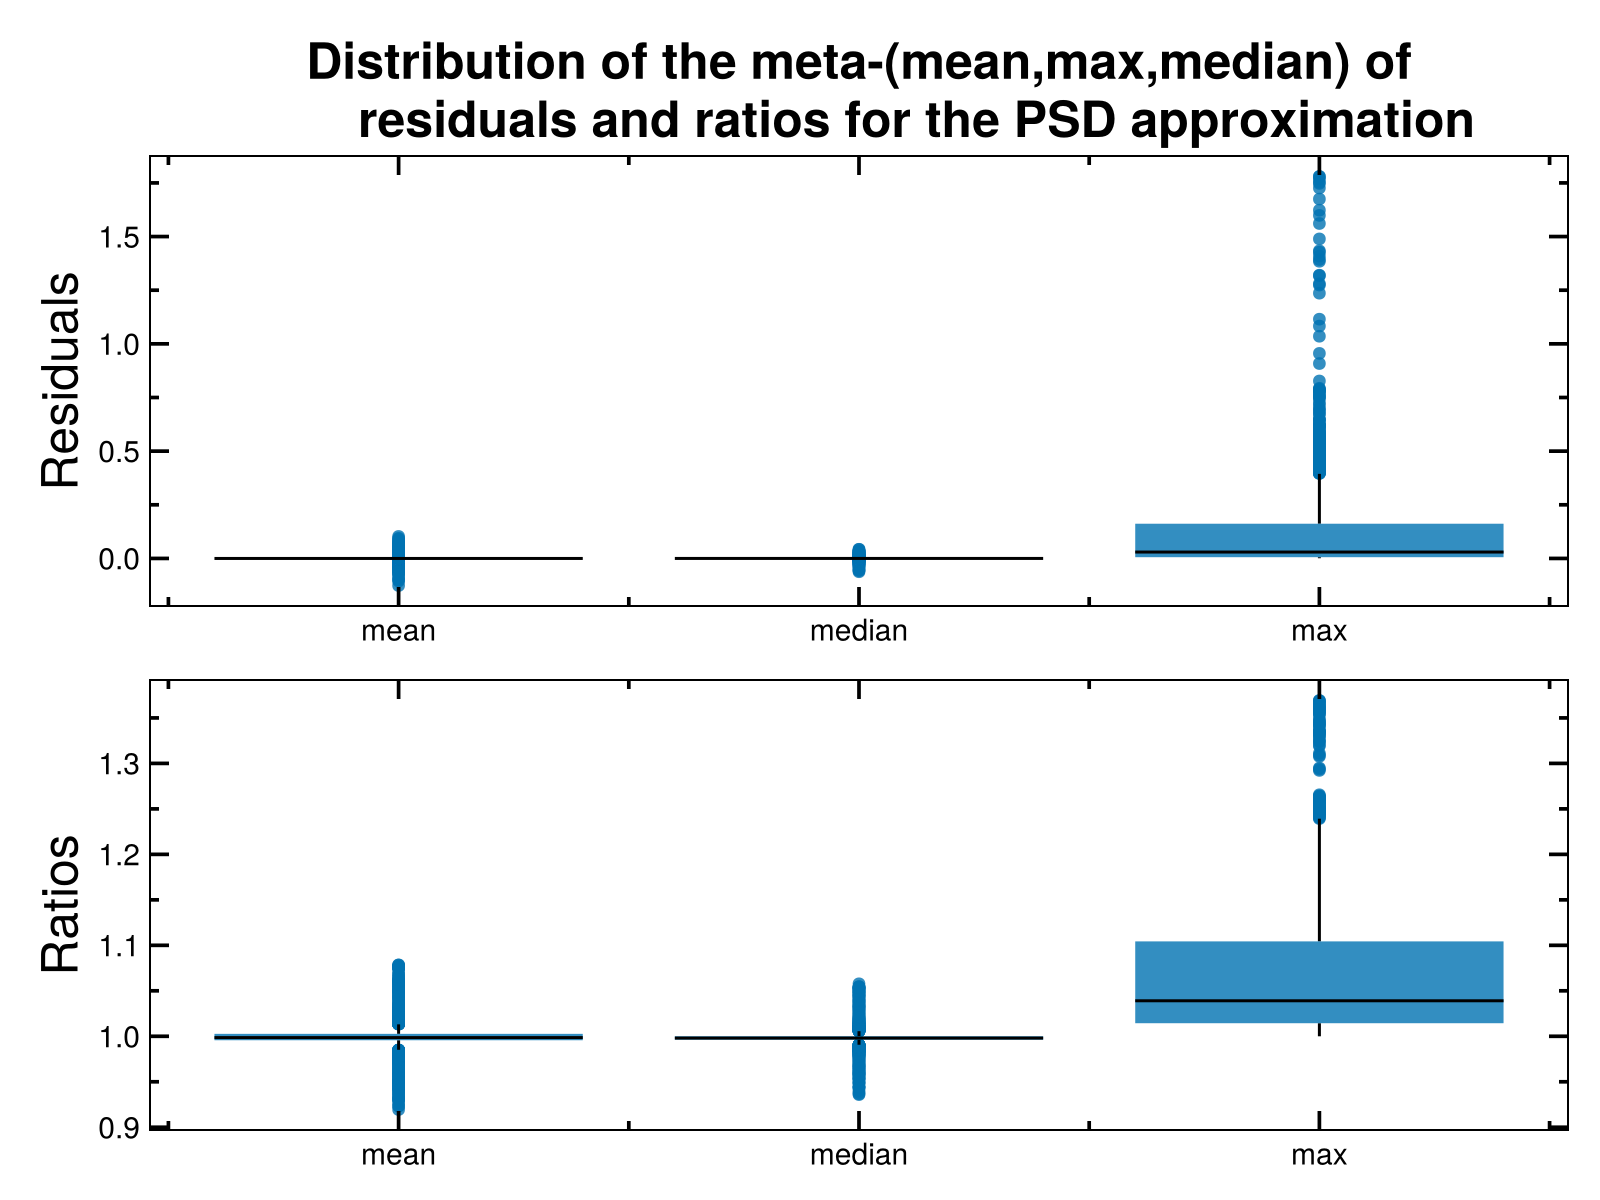 Distribution of the meta-(mean,max,median) of
residuals and ratios for the PSD approximation
Residuals
1.5
1.0
0.5
0.0
mean median max
Ratios
1.3
1.2
1.1
1.0
0.9
mean median max